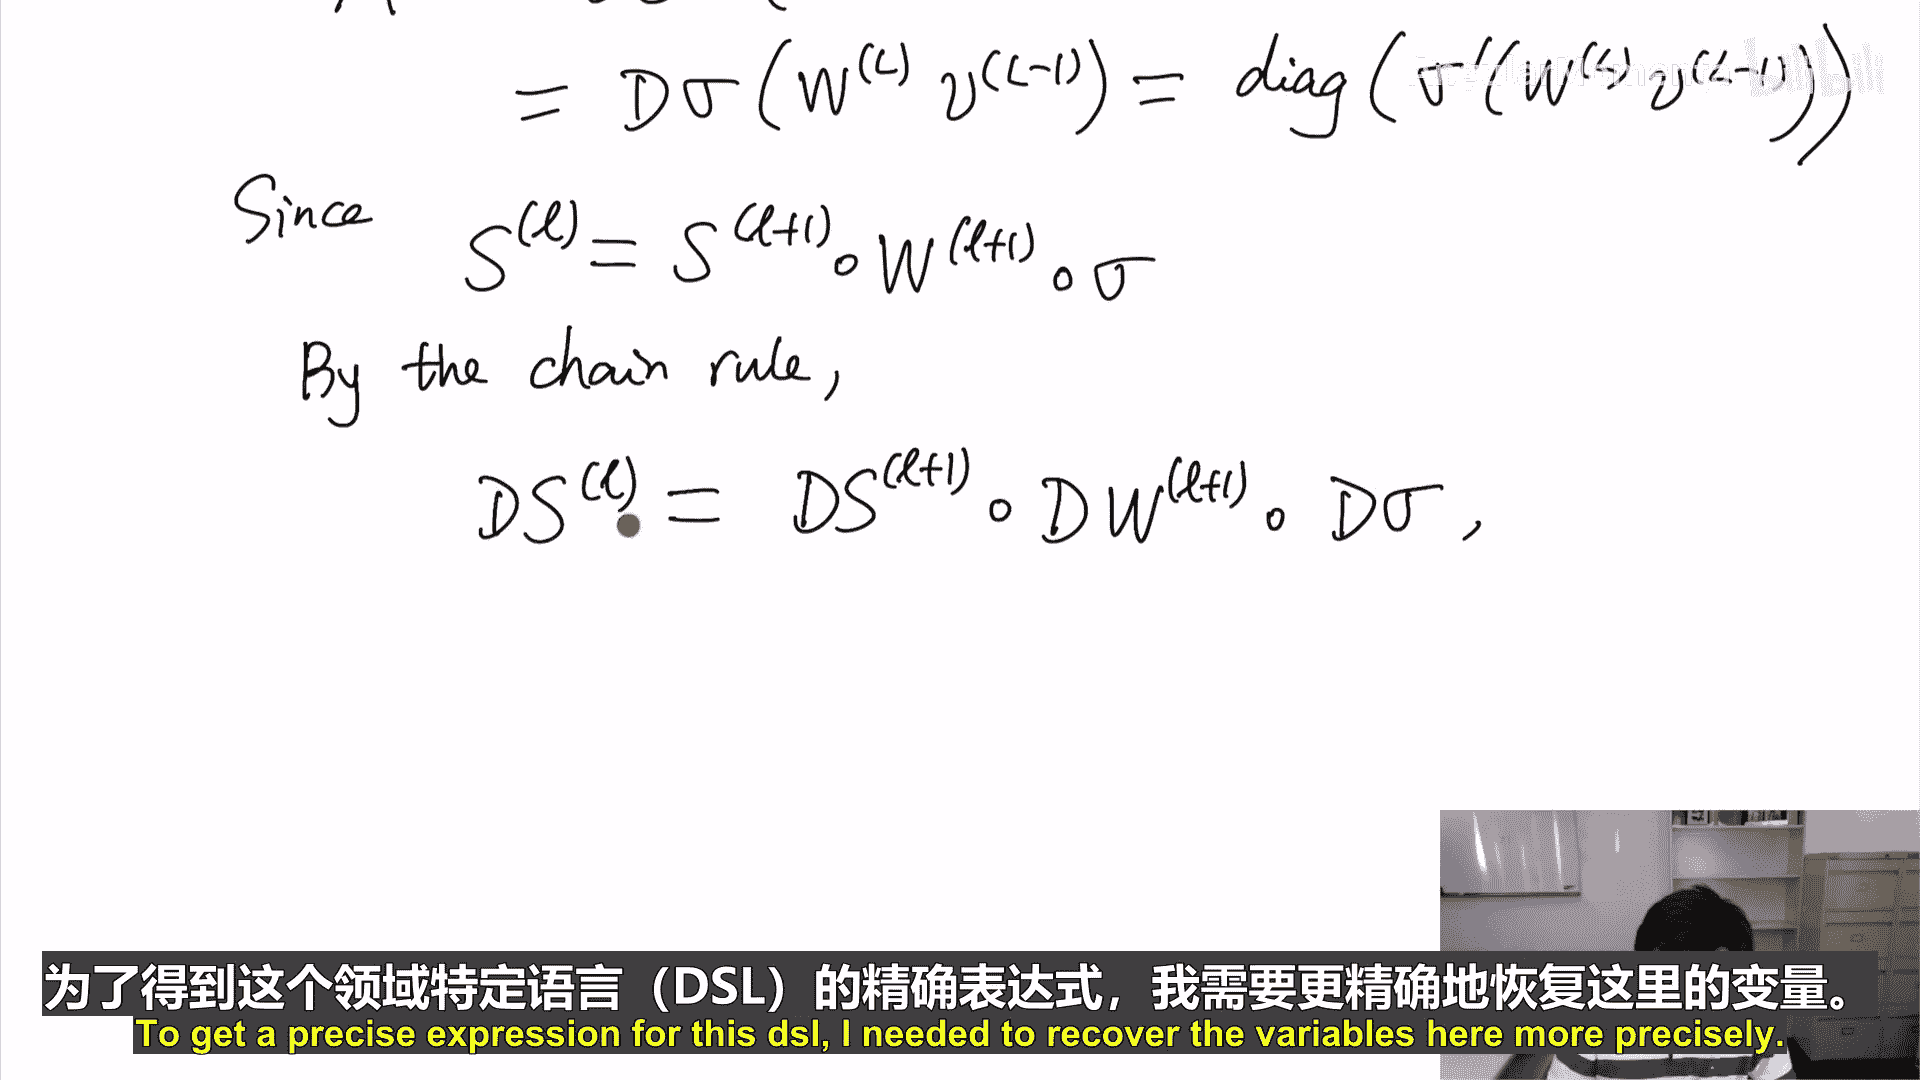 = Dσ(W^(L) v^(L-1)) = diag(σ'(W^(L) v^(L-1)))
Since S^(l) = S^(l+1) ∘ W^(l+1) ∘ σ
By the chain rule,
DS^(l) = DS^(l+1) ∘ DW^(l+1) ∘ Dσ,
为了得到这个领域特定语言（DSL）的精确表达式，我需要更精确地恢复这里的变量。
To get a precise expression for this dsl, I needed to recover the variables here more precisely.